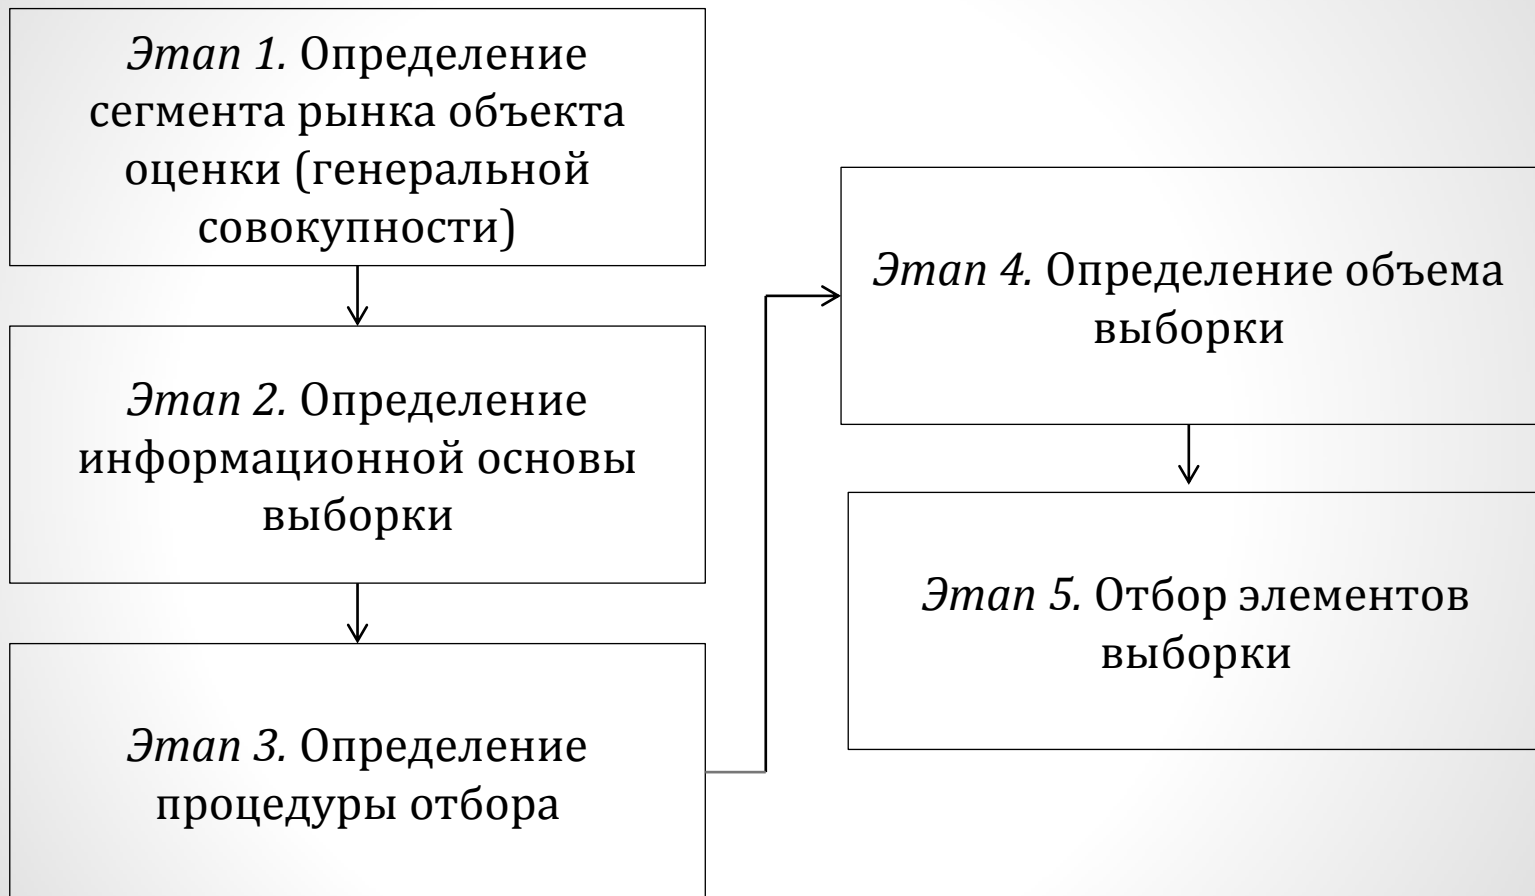 Этап 1. Определение
сегмента рынка объекта
оценки (генеральной
совокупности)
Этап 2. Определение
информационной основы
выборки
Этап 3. Определение
процедуры отбора
Этап 4. Определение объема
выборки
Этап 5. Отбор элементов
выборки